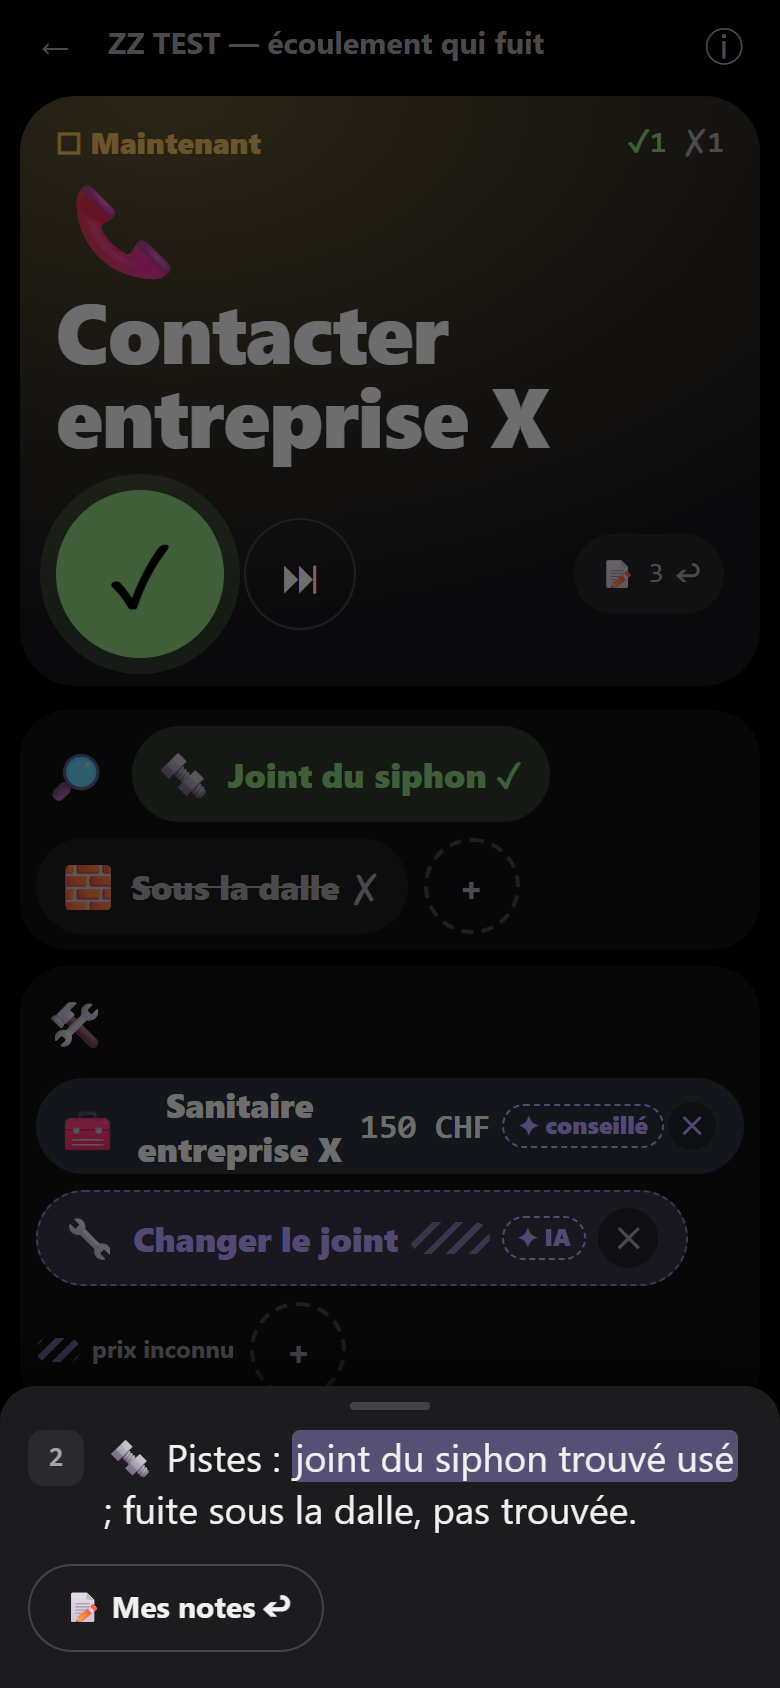 ← ZZ TEST — écoulement qui fuit ⓘ
☐ Maintenant ✓1 ✗1
Contacter
entreprise X
✓ ⏭ 📝 3 ↩
🔎 🔩 Joint du siphon ✓
🧱 Sous la dalle ✗ +
🛠
🧰 Sanitaire
entreprise X 150 CHF ✦ conseillé ✕
🔧 Changer le joint ✦ IA ✕
prix inconnu +
2 🔩 Pistes : joint du siphon trouvé usé
; fuite sous la dalle, pas trouvée.
📝 Mes notes ↩